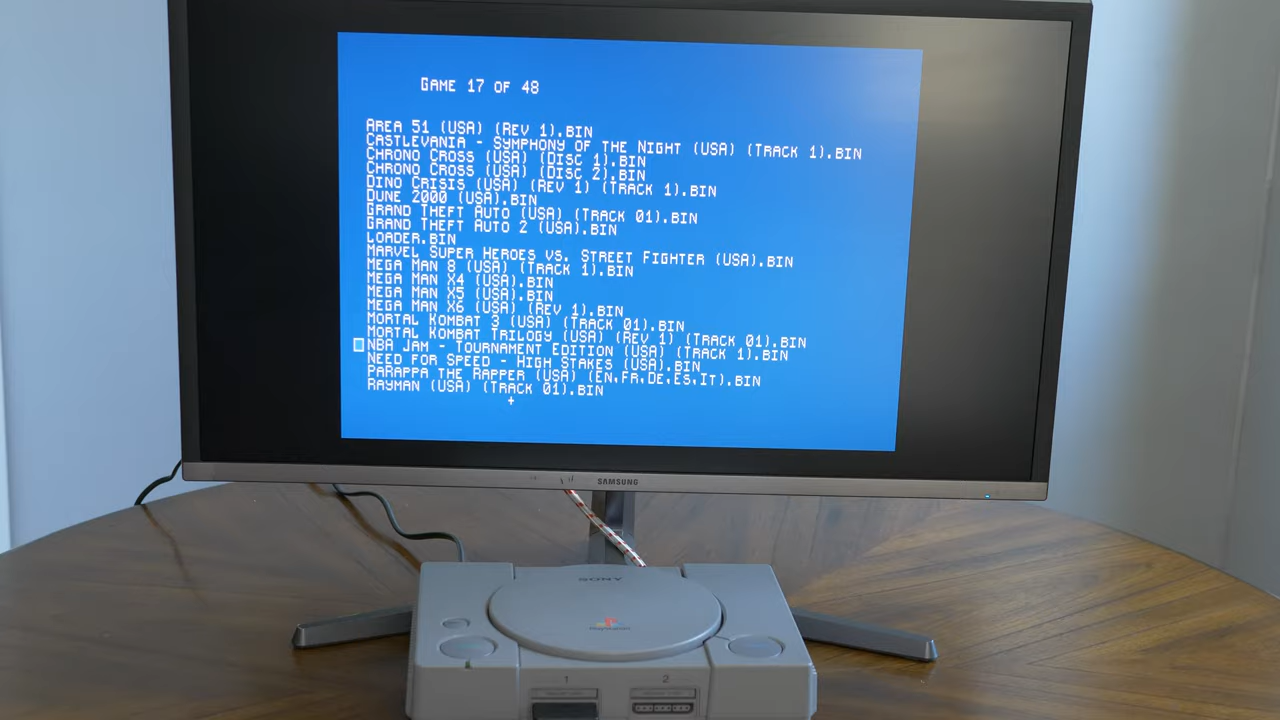 GAME 17 OF 48
AREA 51 (USA) (REV 1).BIN
CASTLEVANIA - SYMPHONY OF THE NIGHT (USA) (TRACK 1).BIN
CHRONO CROSS (USA) (DISC 1).BIN
CHRONO CROSS (USA) (DISC 2).BIN
DINO CRISIS (USA) (REV 1) (TRACK 1).BIN
DUNE 2000 (USA).BIN
GRAND THEFT AUTO (USA) (TRACK 01).BIN
GRAND THEFT AUTO 2 (USA).BIN
LOADER.BIN
MARVEL SUPER HEROES VS. STREET FIGHTER (USA).BIN
MEGA MAN 8 (USA) (TRACK 1).BIN
MEGA MAN X4 (USA).BIN
MEGA MAN X5 (USA).BIN
MEGA MAN X6 (USA) (REV 1).BIN
MORTAL KOMBAT 3 (USA) (TRACK 01).BIN
MORTAL KOMBAT TRILOGY (USA) (REV 1) (TRACK 01).BIN
NBA JAM - TOURNAMENT EDITION (USA) (TRACK 1).BIN
NEED FOR SPEED - HIGH STAKES (USA).BIN
PARAPPA THE RAPPER (USA) (EN,FR,DE,ES,IT).BIN
RAYMAN (USA) (TRACK 01).BIN
+
SAMSUNG
SONY
PlayStation
1 2